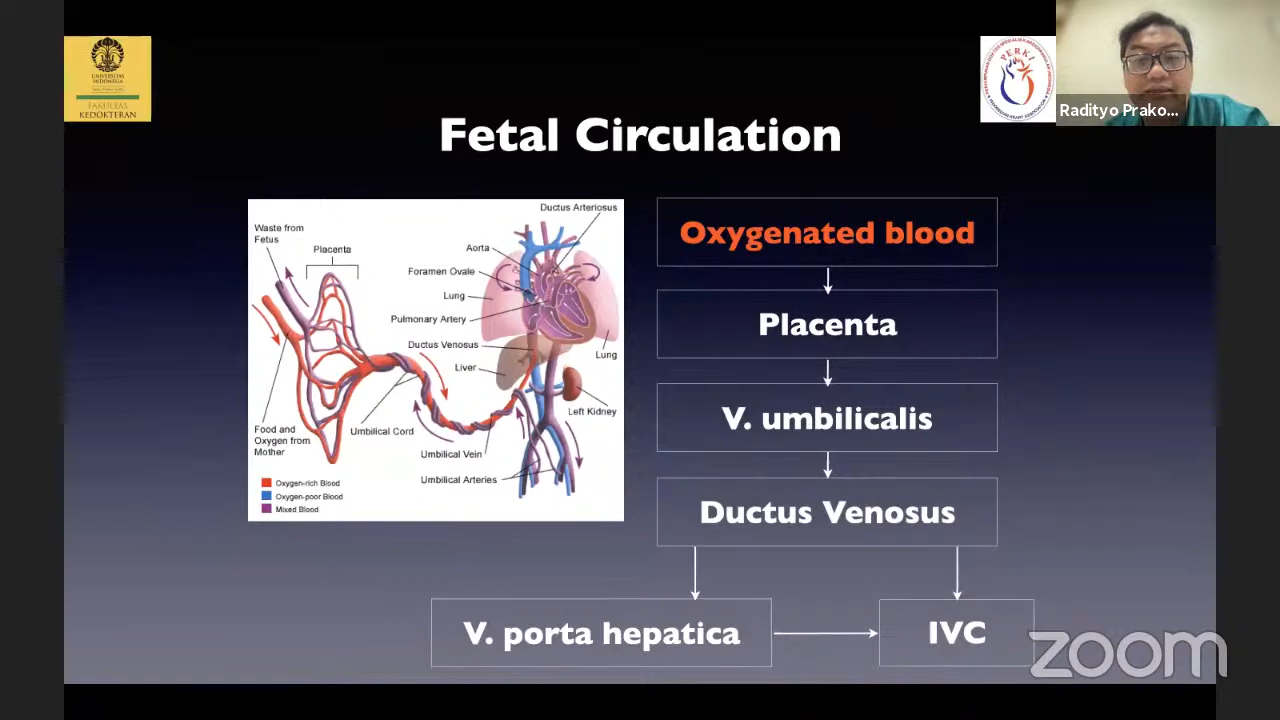 UNIVERSITAS
INDONESIA
FAKULTAS
KEDOKTERAN
PERKI
Radityo Prako...
Fetal Circulation
Ductus Arteriosus
Waste from
Fetus
Placenta
Aorta
Foramen Ovale
Lung
Pulmonary Artery
Ductus Venosus
Liver
Lung
Left Kidney
Food and
Oxygen from
Mother
Umbilical Cord
Umbilical Vein
Umbilical Arteries
Oxygen-rich Blood
Oxygen-poor Blood
Mixed Blood
Oxygenated blood
Placenta
V. umbilicalis
Ductus Venosus
V. porta hepatica
IVC
zoom